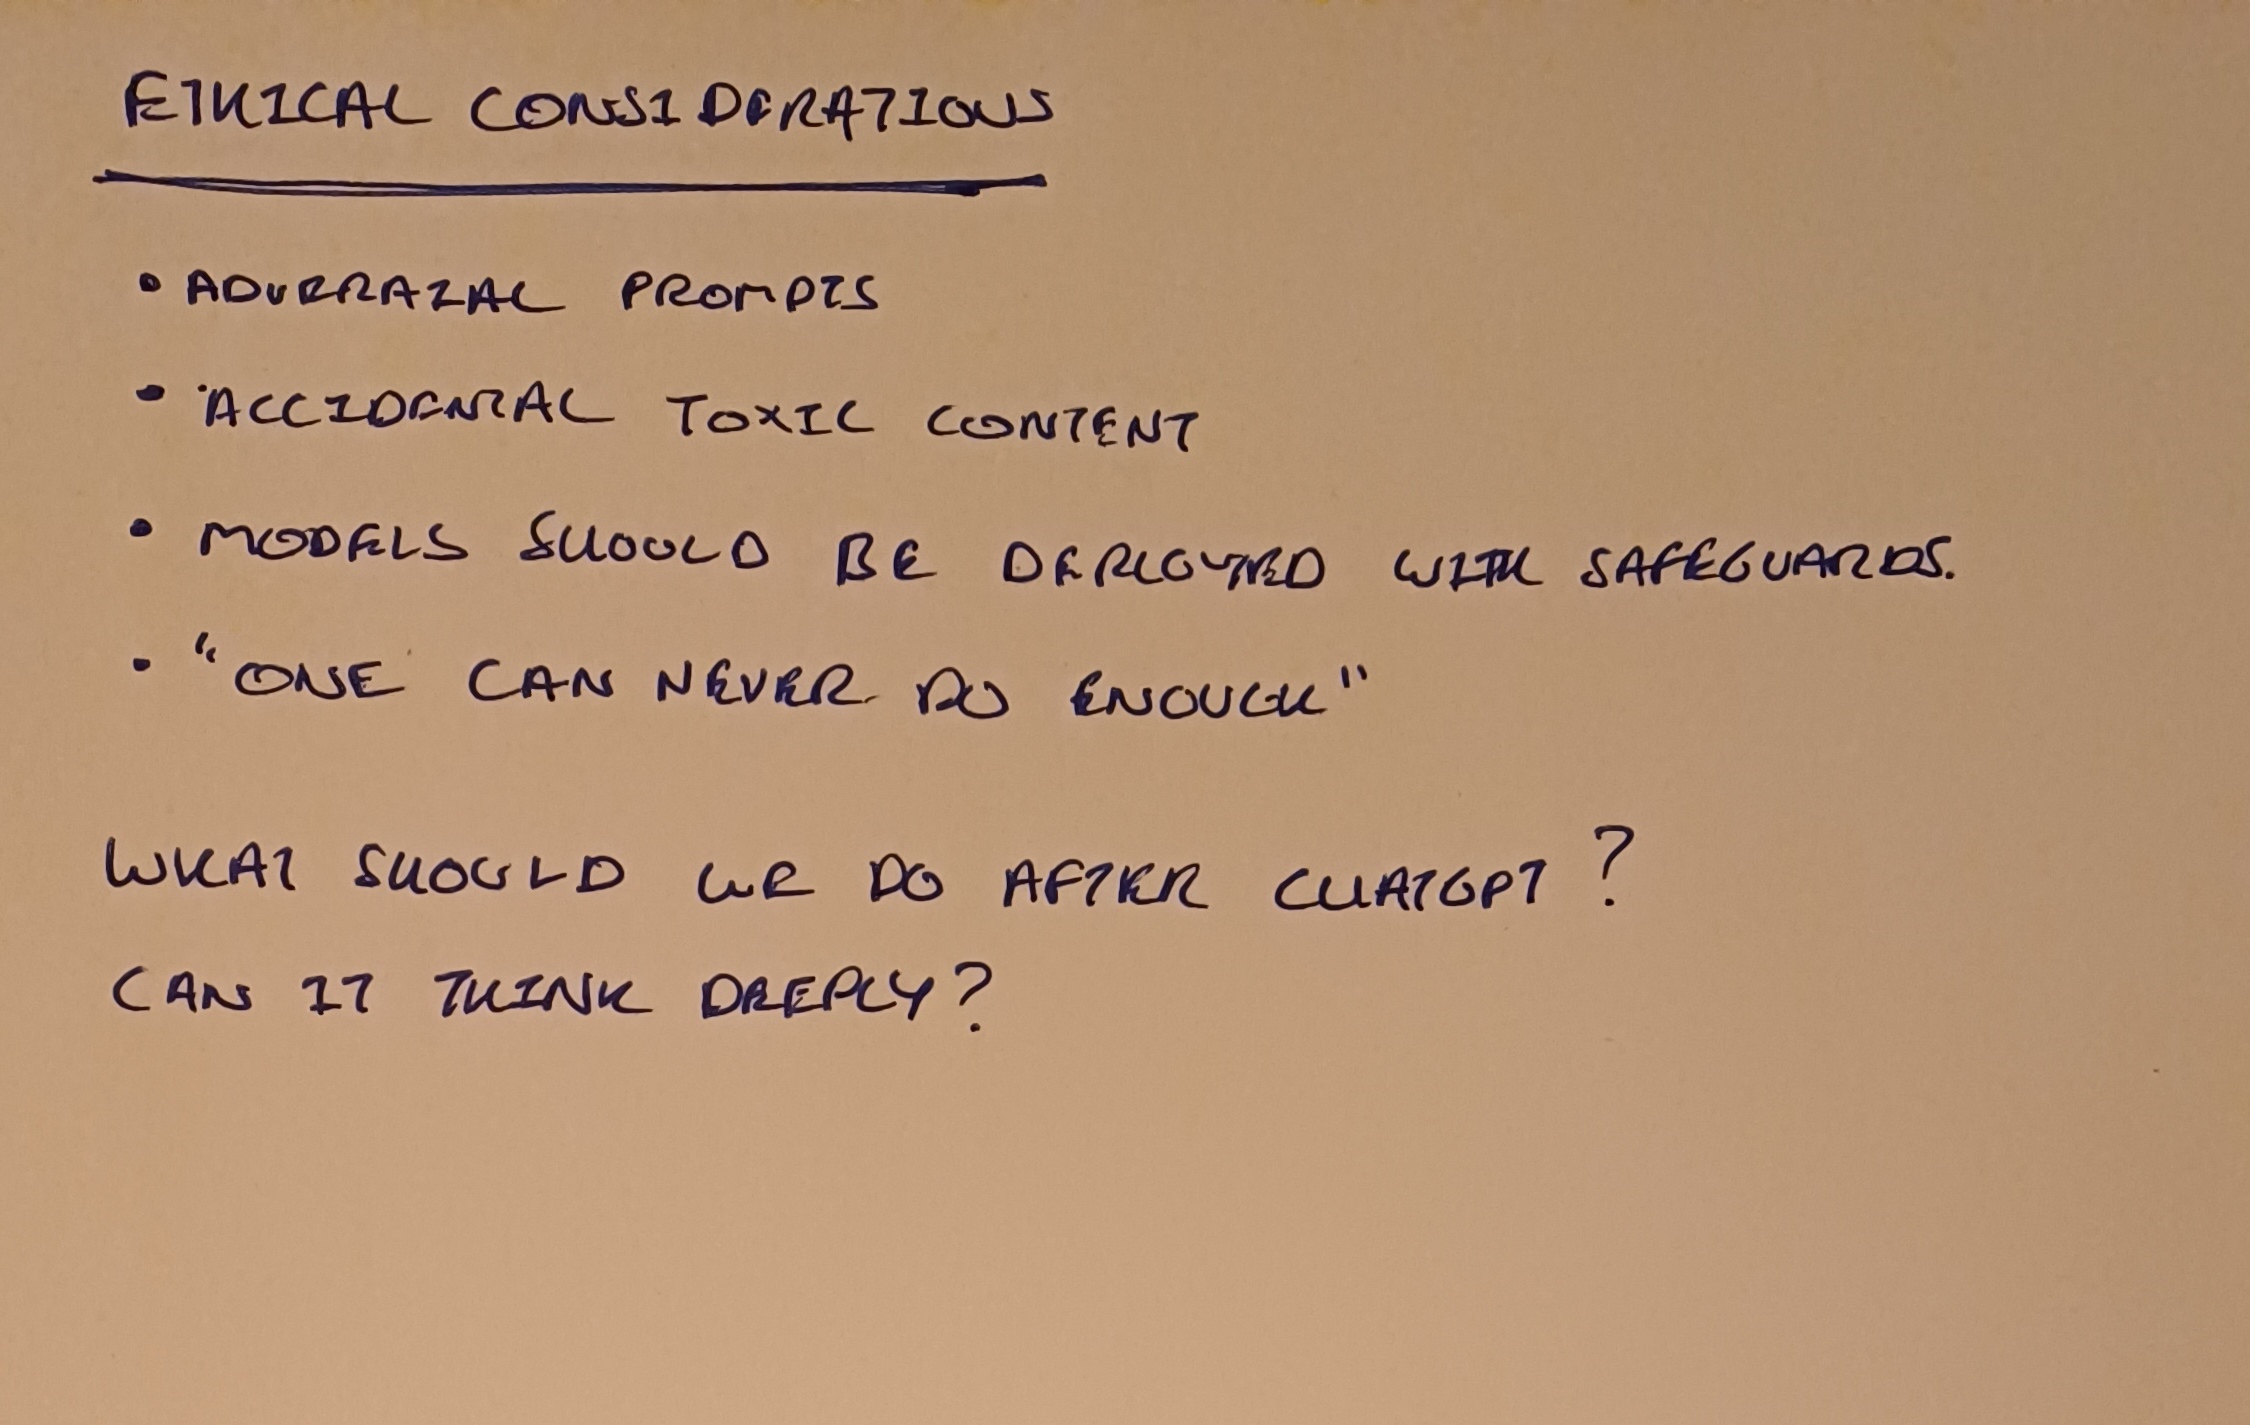 ETHICAL CONSIDERATIONS
• ADVERRAIAL PROMPTS
• ACCIDENTAL TOXIC CONTENT
• MODELS SHOULD BE DEPLOYED WITH SAFEGUARDS.
• "ONE CAN NEVER DO ENOUGH"
WHAT SHOULD WE DO AFTER CHATGPT?
CAN IT THINK DEEPLY?